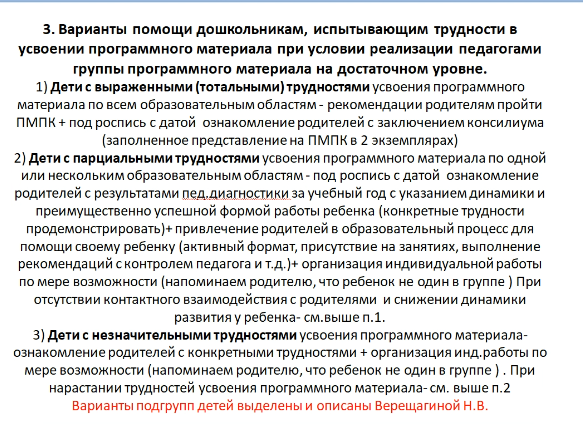 3. Варианты помощи дошкольникам, испытывающим трудности в
усвоении программного материала при условии реализации педагогами
группы программного материала на достаточном уровне.
1) Дети с выраженными (тотальными) трудностями усвоения программного
материала по всем образовательным областям - рекомендации родителям пройти
ПМПК + под роспись с датой ознакомление родителей с заключением консилиума
(заполненное представление на ПМПК в 2 экземплярах)
2) Дети с парциальными трудностями усвоения программного материала по одной
или нескольким образовательным областям - под роспись с датой ознакомление
родителей с результатами пед.диагностики за учебный год с указанием динамики и
преимущественно успешной формой работы ребенка (конкретные трудности
продемонстрировать)+ привлечение родителей в образовательный процесс для
помощи своему ребенку (активный формат, присутствие на занятиях, выполнение
рекомендаций с контролем педагога и т.д.)+ организация индивидуальной работы
по мере возможности (напоминаем родителю, что ребенок не один в группе ) При
отсутствии контактного взаимодействия с родителями и снижении динамики
развития у ребенка- см.выше п.1.
3) Дети с незначительными трудностями усвоения программного материала-
ознакомление родителей с конкретными трудностями + организация инд.работы по
мере возможности (напоминаем родителю, что ребенок не один в группе ) . При
нарастании трудностей усвоения программного материала- см. выше п.2
Варианты подгрупп детей выделены и описаны Верещагиной Н.В.